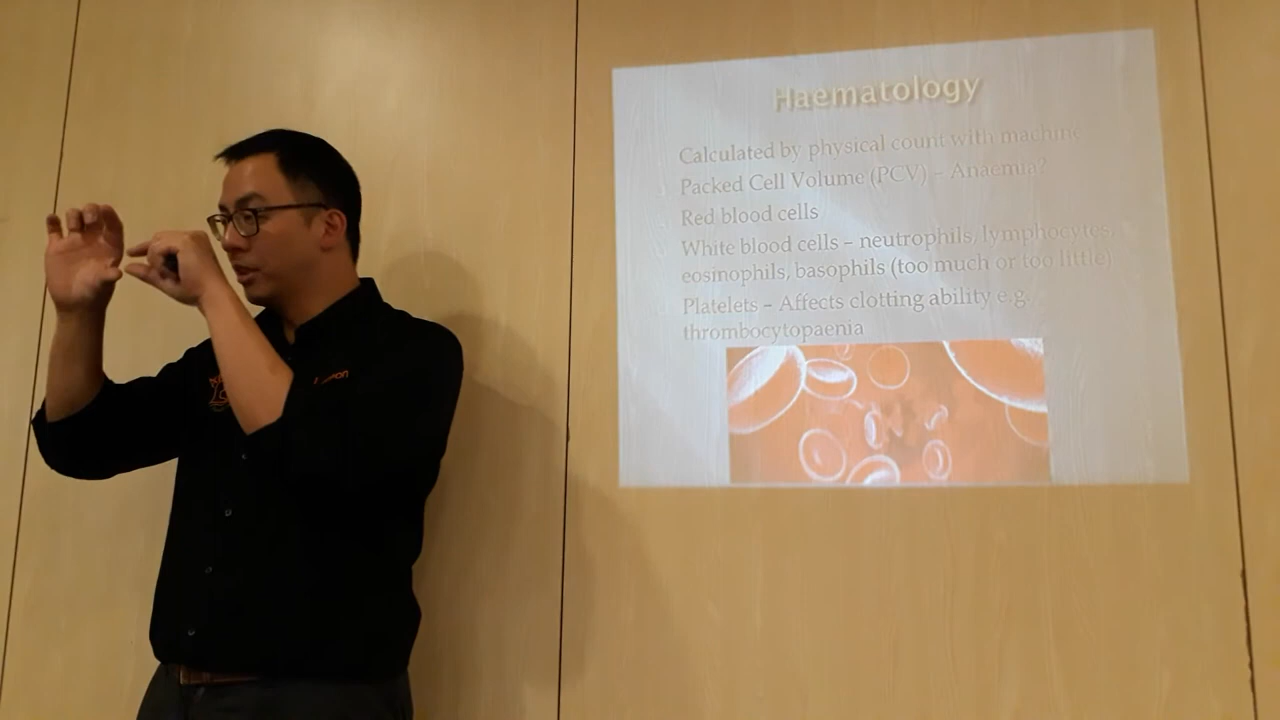 Haematology
Calculated by physical count with machine
Packed Cell Volume (PCV) – Anaemia?
Red blood cells
White blood cells – neutrophils, lymphocytes,
eosinophils, basophils (too much or too little)
Platelets – Affects clotting ability e.g.
thrombocytopaenia